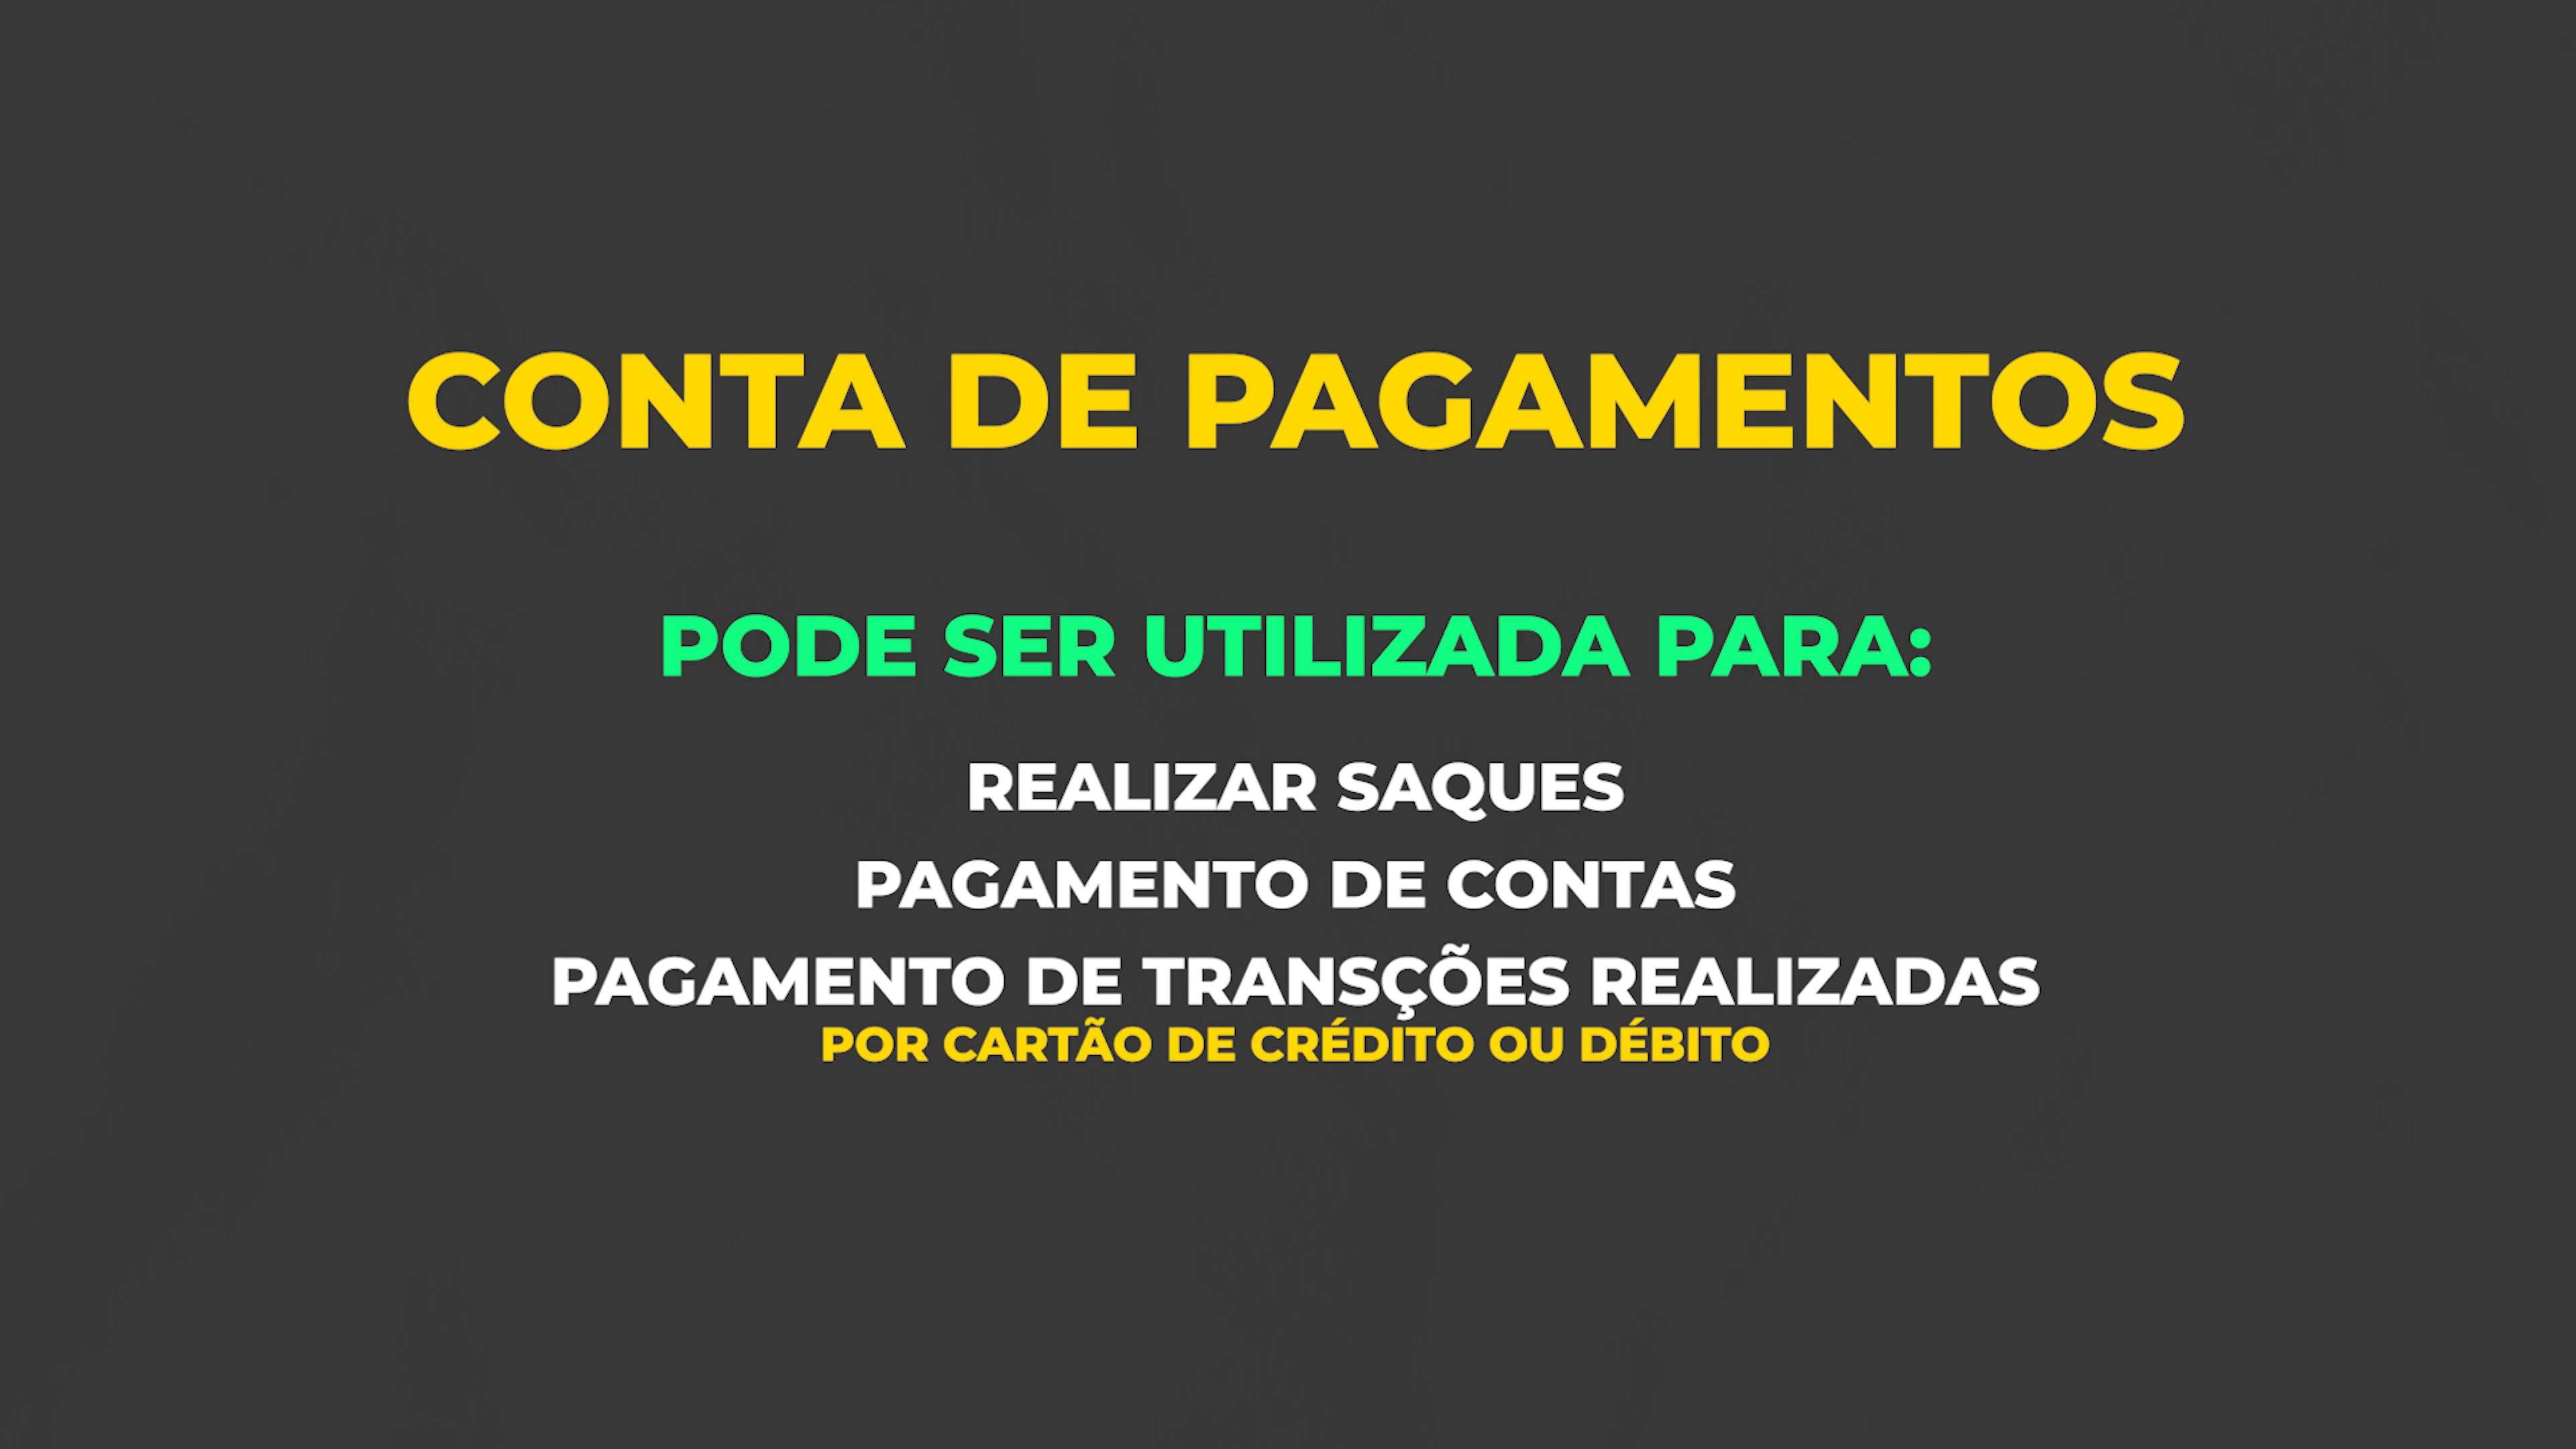 CONTA DE PAGAMENTOS
PODE SER UTILIZADA PARA:
REALIZAR SAQUES
PAGAMENTO DE CONTAS
PAGAMENTO DE TRANSÇÕES REALIZADAS
POR CARTÃO DE CRÉDITO OU DÉBITO